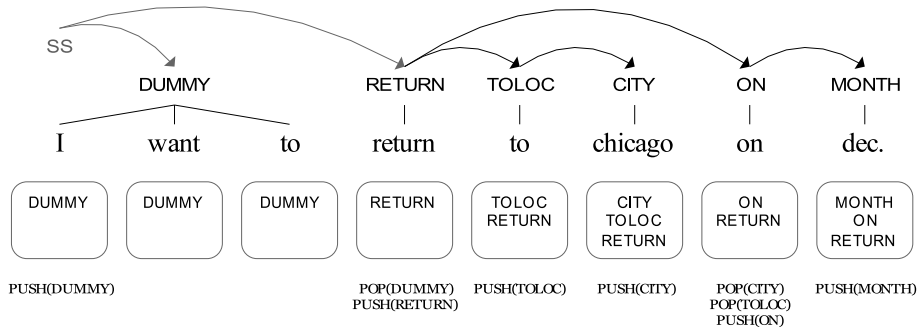 SS
DUMMY RETURN TOLOC CITY ON MONTH
I want to return to chicago on dec.
DUMMY DUMMY DUMMY RETURN TOLOC CITY ON MONTH
RETURN TOLOC RETURN ON
RETURN RETURN
PUSH(DUMMY) POP(DUMMY) PUSH(TOLOC) PUSH(CITY) POP(CITY) PUSH(MONTH)
PUSH(RETURN) POP(TOLOC)
PUSH(ON)